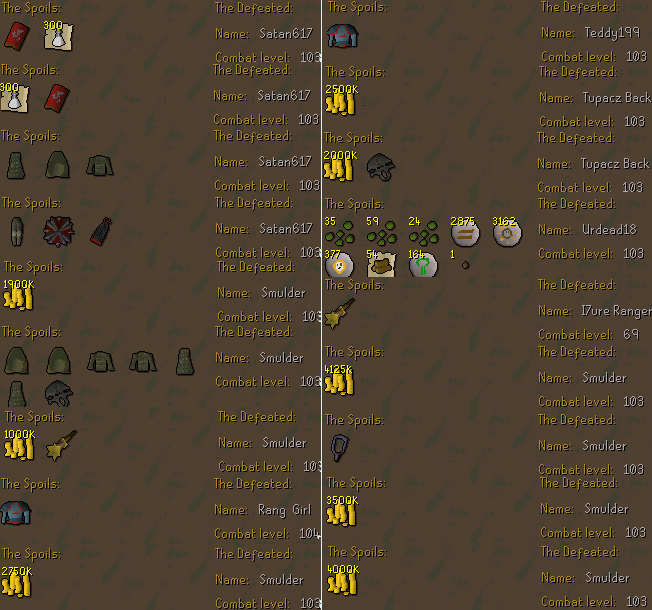 The Spoils: The Defeated:
300
Name: Satan617
Combat level: 103
The Spoils: The Defeated:
300
Name: Satan617
Combat level: 103
The Spoils: The Defeated:
Name: Satan617
Combat level: 103
The Spoils: The Defeated:
Name: Satan617
Combat level: 103
The Spoils: The Defeated:
1900K
Name: Smulder
Combat level: 103
The Spoils: The Defeated:
Name: Smulder
Combat level: 103
The Spoils: The Defeated:
1000K
Name: Smulder
Combat level: 103
The Spoils: The Defeated:
Name: Rang Girl
Combat level: 104
The Spoils: The Defeated:
2750K
Name: Smulder
Combat level: 103
The Spoils: The Defeated:
Name: Teddy199
Combat level: 103
The Spoils: The Defeated:
2500K
Name: Tupacz Back
Combat level: 103
The Spoils: The Defeated:
2000K
Name: Tupacz Back
Combat level: 103
The Spoils: The Defeated:
35 59 24 2875 3162
Name: Urdead18
377 54 164 1
Combat level: 103
The Spoils: The Defeated:
Name: I7ure Ranger
Combat level: 69
The Spoils: The Defeated:
4125K
Name: Smulder
Combat level: 103
The Spoils: The Defeated:
Name: Smulder
Combat level: 103
The Spoils: The Defeated:
3500K
Name: Smulder
Combat level: 103
The Spoils: The Defeated:
4000K
Name: Smulder
Combat level: 103